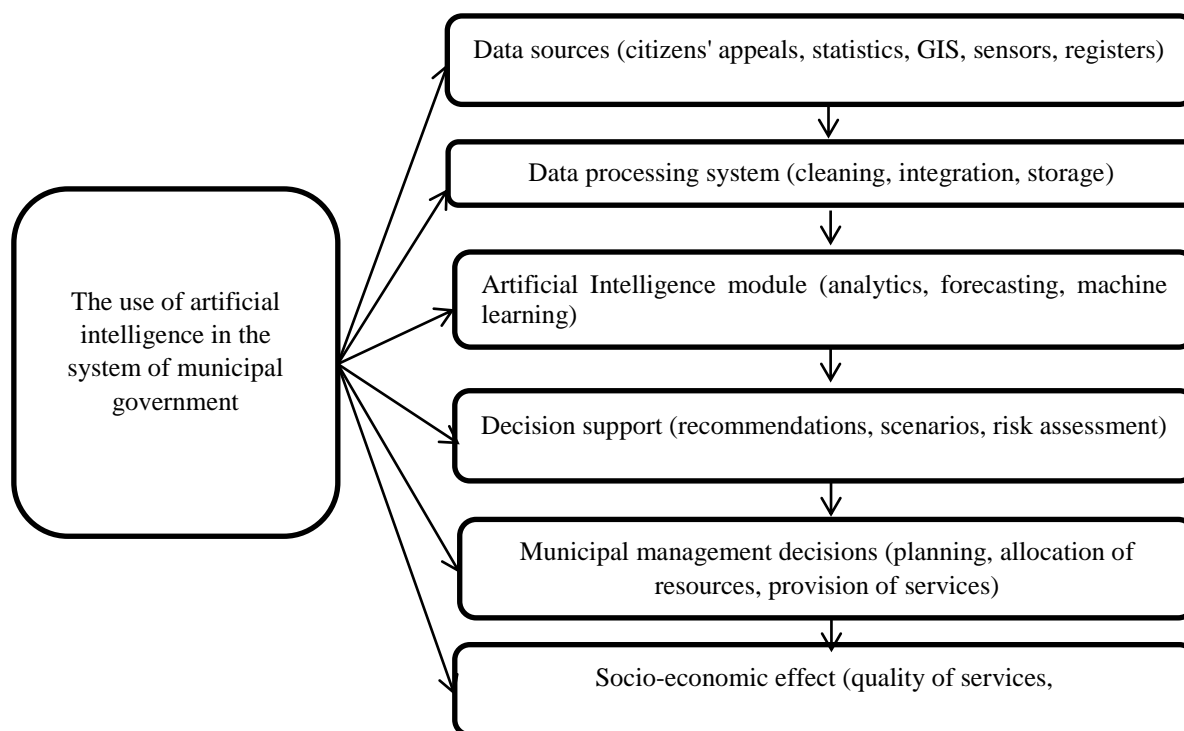 Data sources (citizens' appeals, statistics, GIS, sensors, registers)
Data processing system (cleaning, integration, storage)
The use of artificial
intelligence in the
system of municipal
government
Artificial Intelligence module (analytics, forecasting, machine
learning)
Decision support (recommendations, scenarios, risk assessment)
Municipal management decisions (planning, allocation of
resources, provision of services)
Socio-economic effect (quality of services,